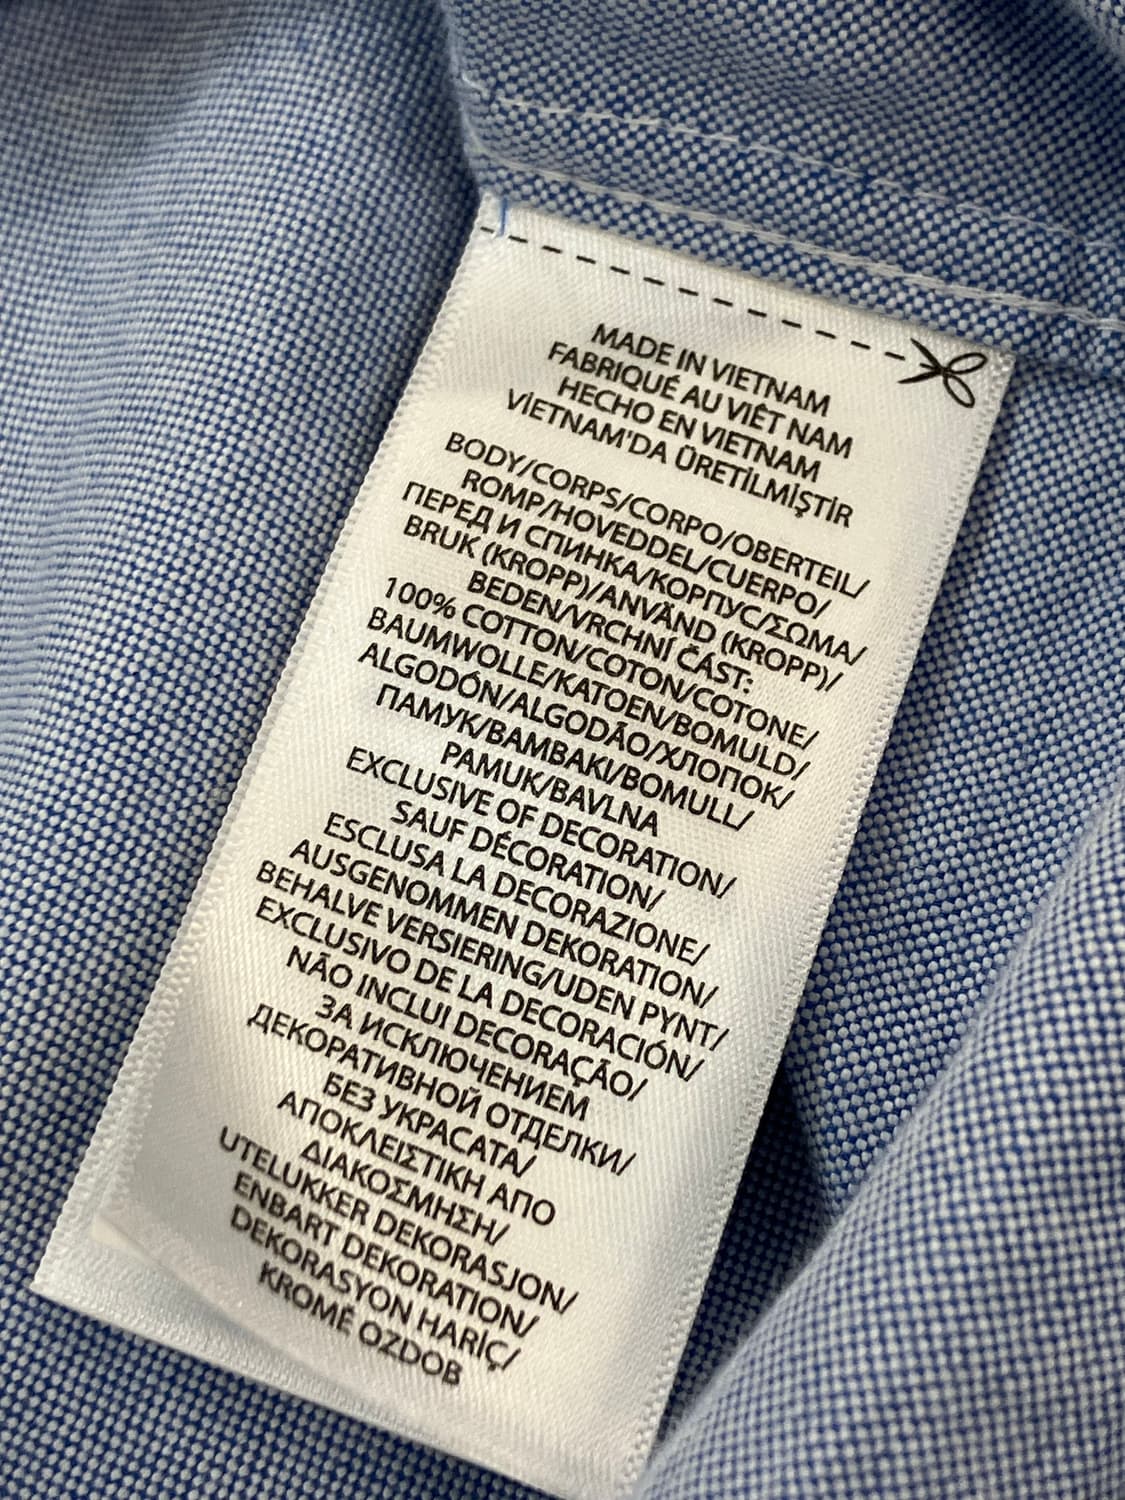 MADE IN VIETNAM
FABRIQUÉ AU VIÊT NAM
HECHO EN VIETNAM
VİETNAM'DA ÜRETİLMİŞTİR
BODY/CORPS/CORPO/OBERTEIL/
ROMP/HOVEDDEL/CUERPO/
ПЕРЕД И СПИНКА/КОРПУС/ΣΩΜΑ/
BRUK (KROPP)/ANVÄND (KROPP)/
BEDEN/VRCHNÍ ČÁST:
100% COTTON/COTON/COTONE/
BAUMWOLLE/KATOEN/BOMULD/
ALGODÓN/ALGODÃO/ХЛОПОК/
ПАМУК/BAMBAKI/BOMULL/
PAMUK/BAVLNA
EXCLUSIVE OF DECORATION/
SAUF DÉCORATION/
ESCLUSA LA DECORAZIONE/
AUSGENOMMEN DEKORATION/
BEHALVE VERSIERING/UDEN PYNT/
EXCLUSIVO DE LA DECORACIÓN/
NÃO INCLUI DECORAÇÃO/
ЗА ИСКЛЮЧЕНИЕМ
ДЕКОРАТИВНОЙ ОТДЕЛКИ/
БЕЗ УКРАСАТА/
ΑΠΟΚΛΕΙΣΤΙΚΗ ΑΠΟ
ΔΙΑΚΟΣΜΗΣΗ/
UTELUKKER DEKORASJON/
ENBART DEKORATION/
DEKORASYON HARİÇ/
KROMĚ OZDOB